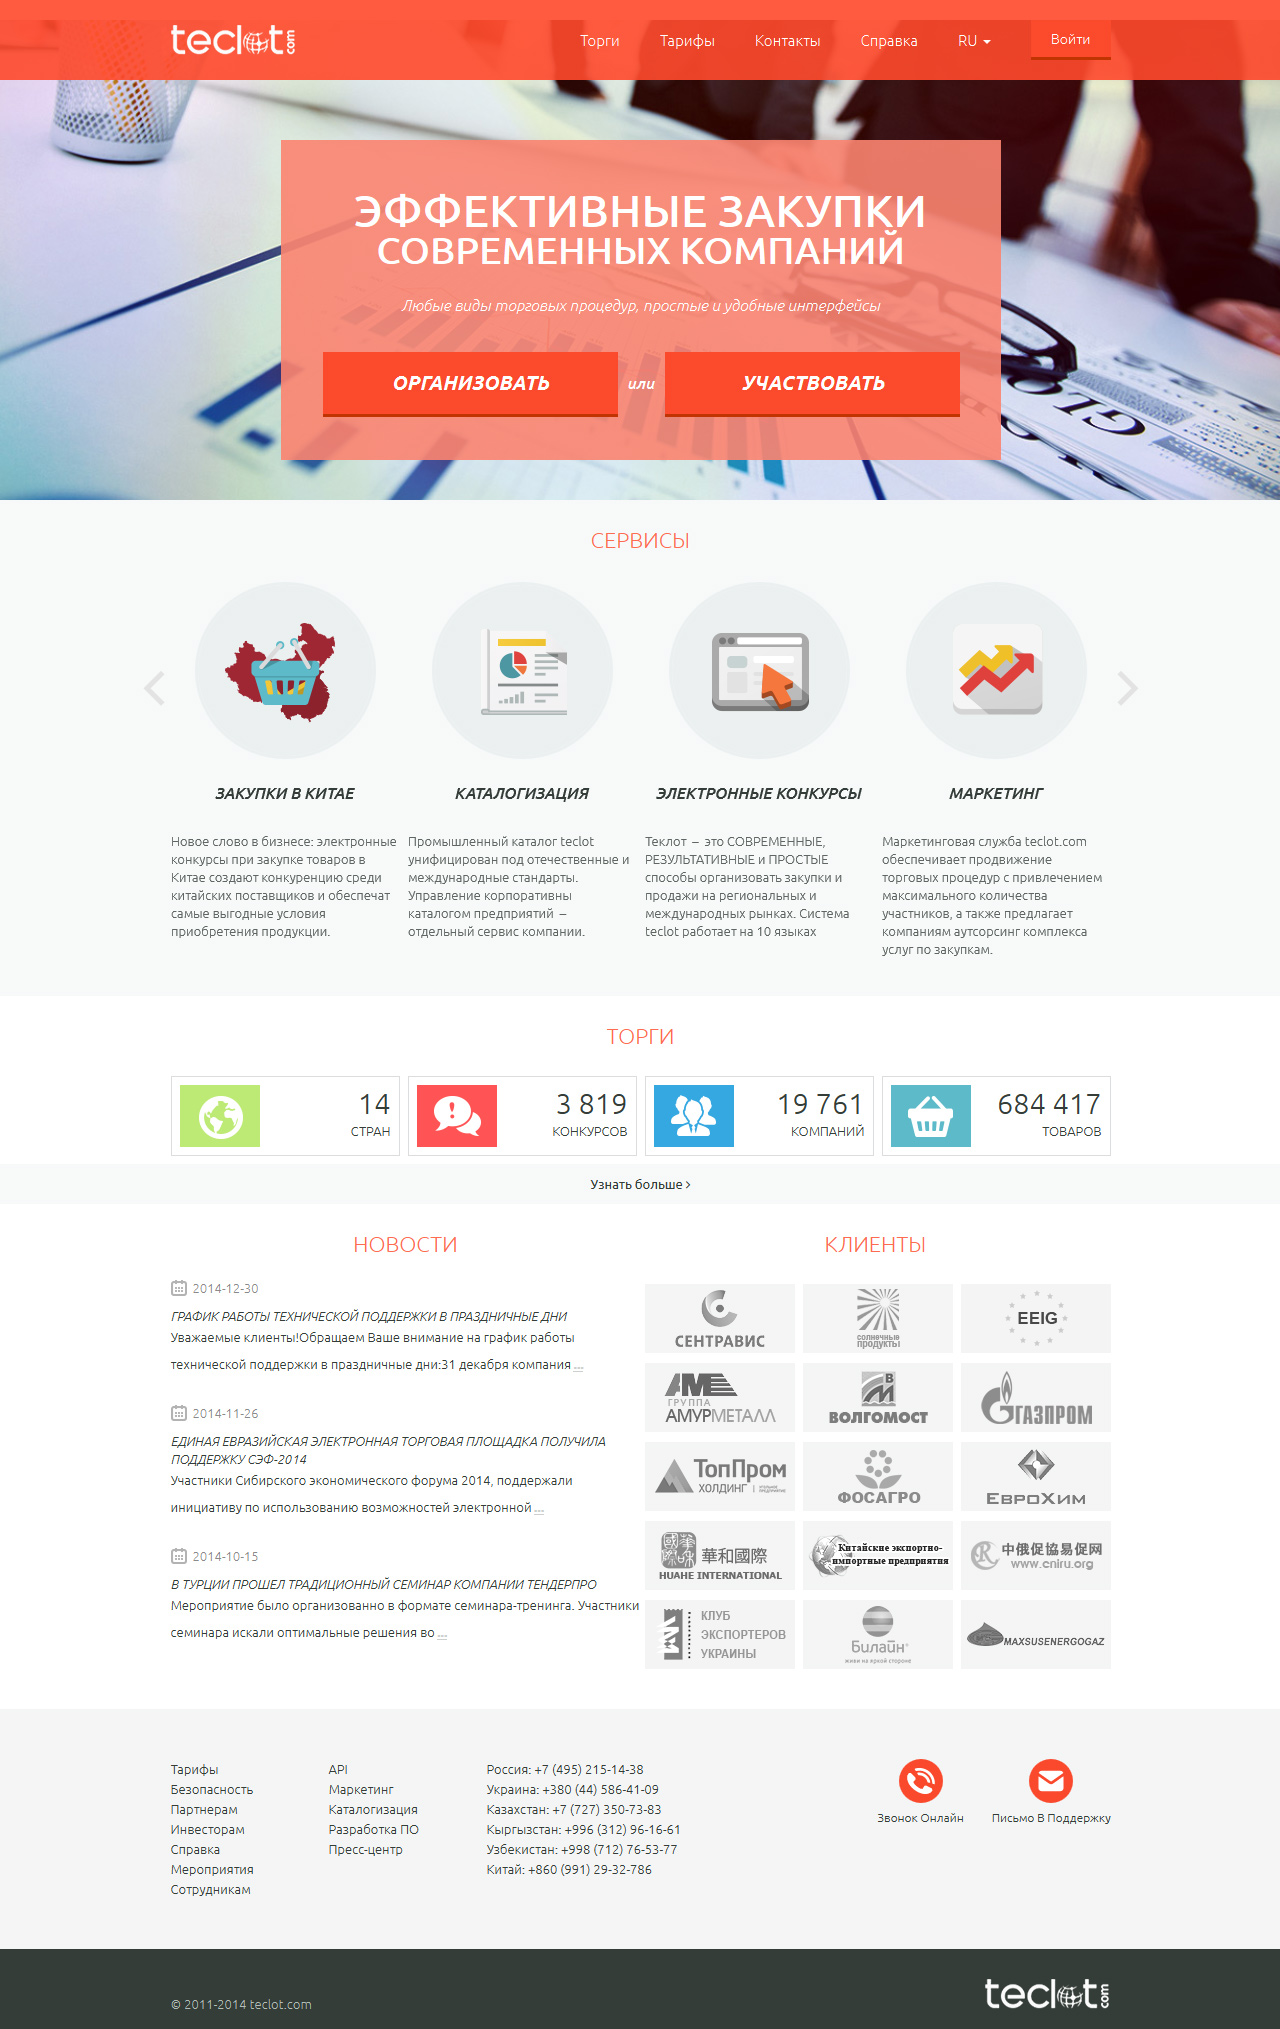 teclot.com
Торги Тарифы Контакты Справка RU Войти
ЭФФЕКТИВНЫЕ ЗАКУПКИ
СОВРЕМЕННЫХ КОМПАНИЙ
Любые виды торговых процедур, простые и удобные интерфейсы
ОРГАНИЗОВАТЬ или УЧАСТВОВАТЬ
СЕРВИСЫ
ЗАКУПКИ В КИТАЕ
Новое слово в бизнесе: электронные
конкурсы при закупке товаров в
Китае создают конкуренцию среди
китайских поставщиков и обеспечат
самые выгодные условия
приобретения продукции.
КАТАЛОГИЗАЦИЯ
Промышленный каталог teclot
унифицирован под отечественные и
международные стандарты.
Управление корпоративны
каталогом предприятий –
отдельный сервис компании.
ЭЛЕКТРОННЫЕ КОНКУРСЫ
Теклот – это СОВРЕМЕННЫЕ,
РЕЗУЛЬТАТИВНЫЕ и ПРОСТЫЕ
способы организовать закупки и
продажи на региональных и
международных рынках. Система
teclot работает на 10 языках
МАРКЕТИНГ
Маркетинговая служба teclot.com
обеспечивает продвижение
торговых процедур с привлечением
максимального количества
участников, а также предлагает
компаниям аутсорсинг комплекса
услуг по закупкам.
ТОРГИ
14
СТРАН
3 819
КОНКУРСОВ
19 761
КОМПАНИЙ
684 417
ТОВАРОВ
Узнать больше
НОВОСТИ
2014-12-30
ГРАФИК РАБОТЫ ТЕХНИЧЕСКОЙ ПОДДЕРЖКИ В ПРАЗДНИЧНЫЕ ДНИ
Уважаемые клиенты!Обращаем Ваше внимание на график работы
технической поддержки в праздничные дни:31 декабря компания ...
2014-11-26
ЕДИНАЯ ЕВРАЗИЙСКАЯ ЭЛЕКТРОННАЯ ТОРГОВАЯ ПЛОЩАДКА ПОЛУЧИЛА
ПОДДЕРЖКУ СЭФ-2014
Участники Сибирского экономического форума 2014, поддержали
инициативу по использованию возможностей электронной ...
2014-10-15
В ТУРЦИИ ПРОШЕЛ ТРАДИЦИОННЫЙ СЕМИНАР КОМПАНИИ ТЕНДЕРПРО
Мероприятие было организованно в формате семинара-тренинга. Участники
семинара искали оптимальные решения во ...
КЛИЕНТЫ
СЕНТРАВИС
солнечные
продукты
EEIG
АМЕ
ГРУППА
АМУРМЕТАЛЛ
ВОЛГОМОСТ
ГАЗПРОМ
ТопПром
ХОЛДИНГ
ФОСАГРО
ЕвроХим
華和國際
HUAHE INTERNATIONAL
Китайские экспортно-
импортные предприятия
中俄促協易促网
www.cniru.org
КЛУБ
ЭКСПОРТЕРОВ
УКРАИНЫ
Билайн
живи на яркой стороне
MAXSUSENERGOGAZ
Тарифы
Безопасность
Партнерам
Инвесторам
Справка
Мероприятия
Сотрудникам
API
Маркетинг
Каталогизация
Разработка ПО
Пресс-центр
Россия: +7 (495) 215-14-38
Украина: +380 (44) 586-41-09
Казахстан: +7 (727) 350-73-83
Кыргызстан: +996 (312) 96-16-61
Узбекистан: +998 (712) 76-53-77
Китай: +860 (991) 29-32-786
Звонок Онлайн
Письмо В Поддержку
© 2011-2014 teclot.com
teclot.com